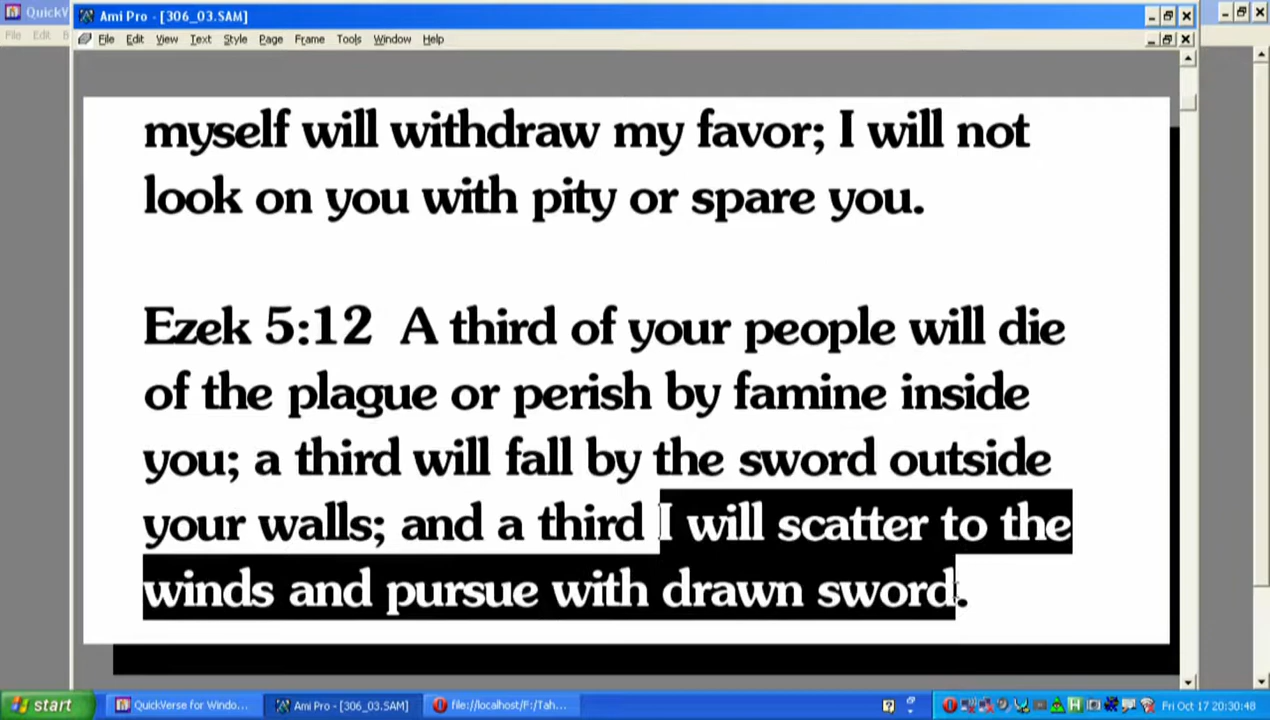 QuickV
Ami Pro - [306_03.SAM]
File Edit
File Edit View Text Style Page Frame Tools Window Help
myself will withdraw my favor; I will not
look on you with pity or spare you.
Ezek 5:12 A third of your people will die
of the plague or perish by famine inside
you; a third will fall by the sword outside
your walls; and a third I will scatter to the
winds and pursue with drawn sword.
start QuickVerse for Windo... Ami Pro - [306_03.SAM] file://localhost/F:/Tah... Fri Oct 17 20:30:48